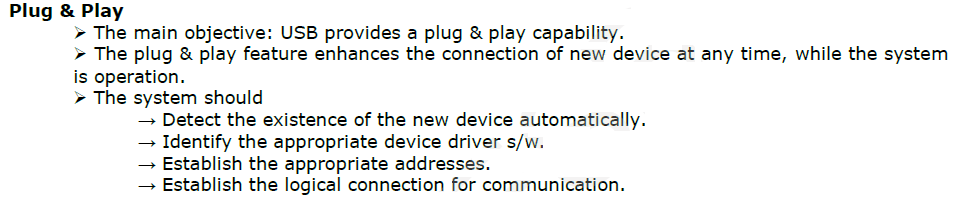 Plug & Play
➢ The main objective: USB provides a plug & play capability.
➢ The plug & play feature enhances the connection of new device at any time, while the system
is operation.
➢ The system should
→ Detect the existence of the new device automatically.
→ Identify the appropriate device driver s/w.
→ Establish the appropriate addresses.
→ Establish the logical connection for communication.